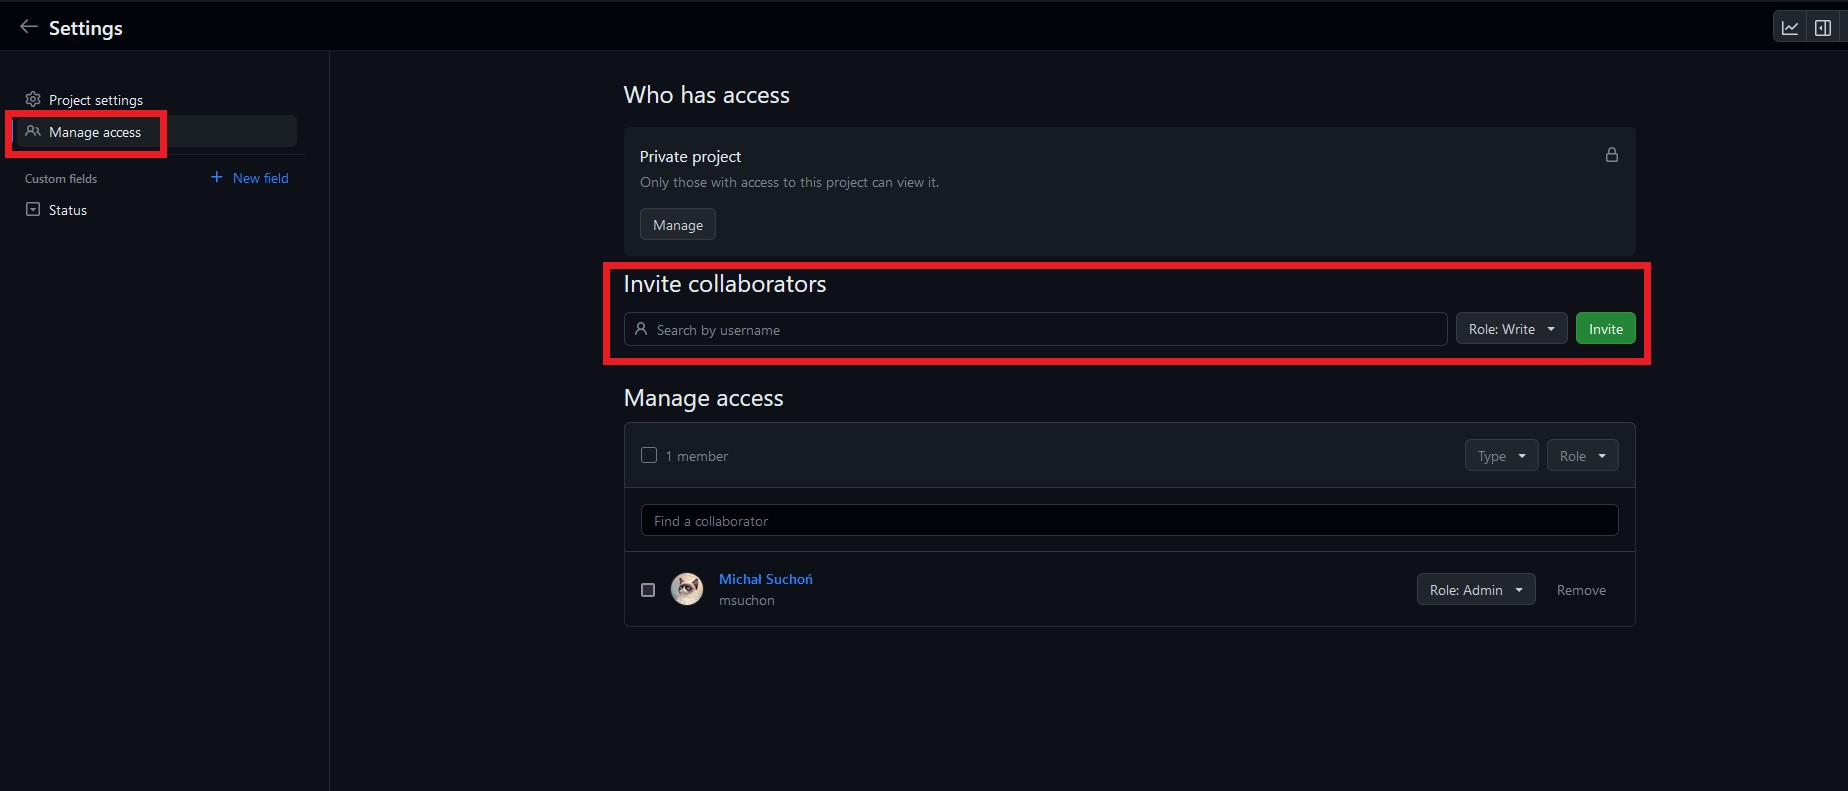 Settings
Project settings
Manage access
Custom fields
New field
Status
Who has access
Private project
Only those with access to this project can view it.
Manage
Invite collaborators
Search by username
Role: Write
Invite
Manage access
1 member
Type
Role
Find a collaborator
Michał Suchoń
msuchon
Role: Admin
Remove